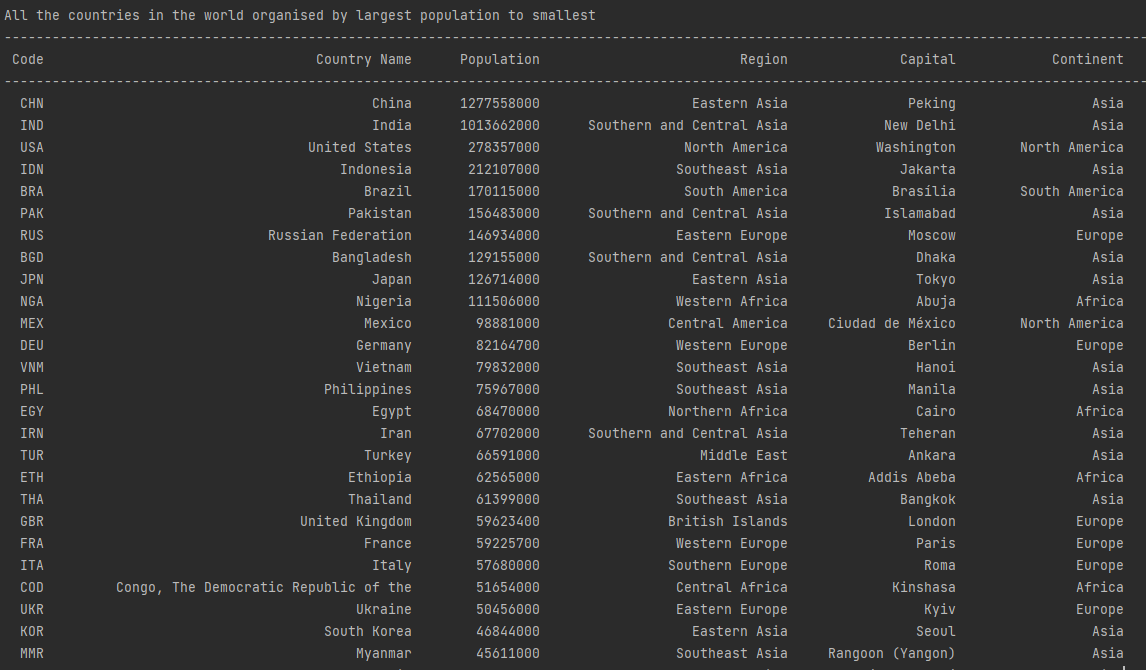 All the countries in the world organised by largest population to smallest
Code Country Name Population Region Capital Continent
CHN China 1277558000 Eastern Asia Peking Asia
IND India 1013662000 Southern and Central Asia New Delhi Asia
USA United States 278357000 North America Washington North America
IDN Indonesia 212107000 Southeast Asia Jakarta Asia
BRA Brazil 170115000 South America Brasília South America
PAK Pakistan 156483000 Southern and Central Asia Islamabad Asia
RUS Russian Federation 146934000 Eastern Europe Moscow Europe
BGD Bangladesh 129155000 Southern and Central Asia Dhaka Asia
JPN Japan 126714000 Eastern Asia Tokyo Asia
NGA Nigeria 111506000 Western Africa Abuja Africa
MEX Mexico 98881000 Central America Ciudad de México North America
DEU Germany 82164700 Western Europe Berlin Europe
VNM Vietnam 79832000 Southeast Asia Hanoi Asia
PHL Philippines 75967000 Southeast Asia Manila Asia
EGY Egypt 68470000 Northern Africa Cairo Africa
IRN Iran 67702000 Southern and Central Asia Teheran Asia
TUR Turkey 66591000 Middle East Ankara Asia
ETH Ethiopia 62565000 Eastern Africa Addis Abeba Africa
THA Thailand 61399000 Southeast Asia Bangkok Asia
GBR United Kingdom 59623400 British Islands London Europe
FRA France 59225700 Western Europe Paris Europe
ITA Italy 57680000 Southern Europe Roma Europe
COD Congo, The Democratic Republic of the 51654000 Central Africa Kinshasa Africa
UKR Ukraine 50456000 Eastern Europe Kyiv Europe
KOR South Korea 46844000 Eastern Asia Seoul Asia
MMR Myanmar 45611000 Southeast Asia Rangoon (Yangon) Asia